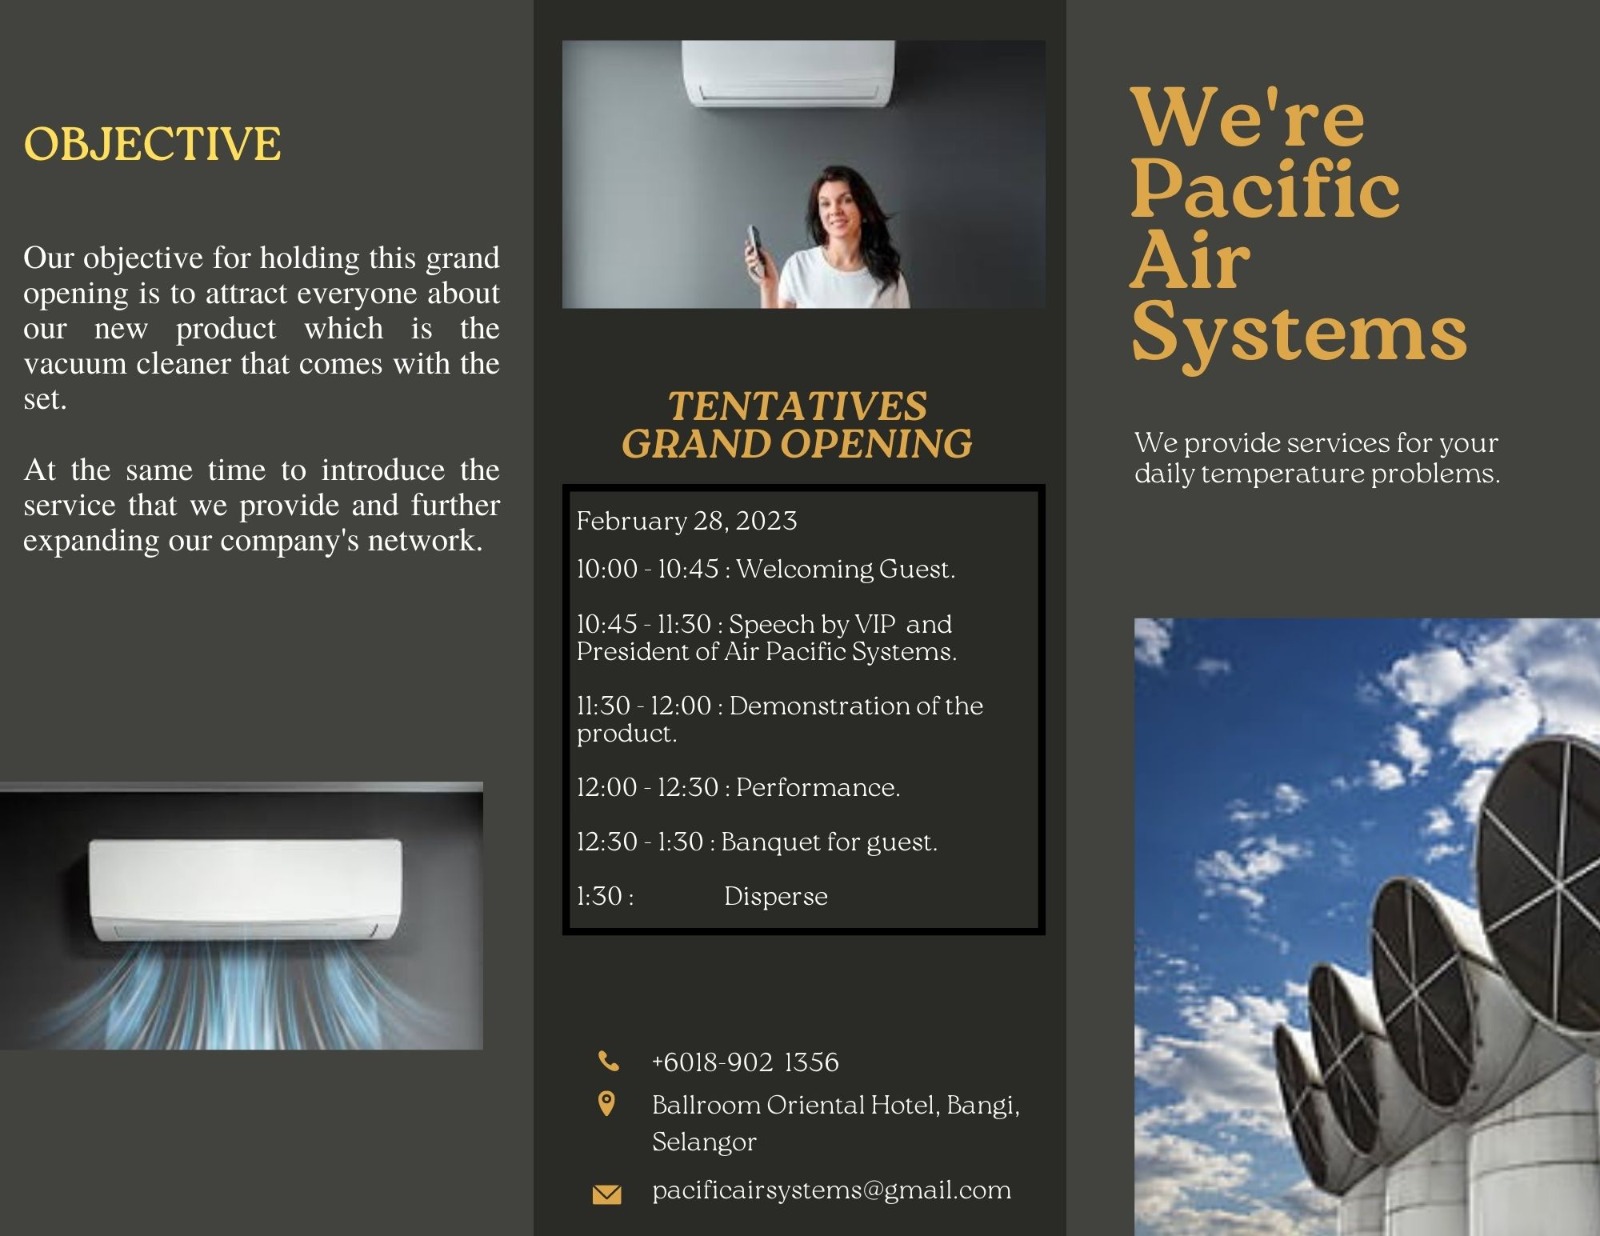 OBJECTIVE
Our objective for holding this grand
opening is to attract everyone about
our new product which is the
vacuum cleaner that comes with the
set.
At the same time to introduce the
service that we provide and further
expanding our company's network.
TENTATIVES
GRAND OPENING
February 28, 2023
10:00 - 10:45 : Welcoming Guest.
10:45 - 11:30 : Speech by VIP and
President of Air Pacific Systems.
11:30 - 12:00 : Demonstration of the
product.
12:00 - 12:30 : Performance.
12:30 - 1:30 : Banquet for guest.
1:30 : Disperse
+6018-902 1356
Ballroom Oriental Hotel, Bangi,
Selangor
pacificairsystems@gmail.com
We're
Pacific
Air
Systems
We provide services for your
daily temperature problems.